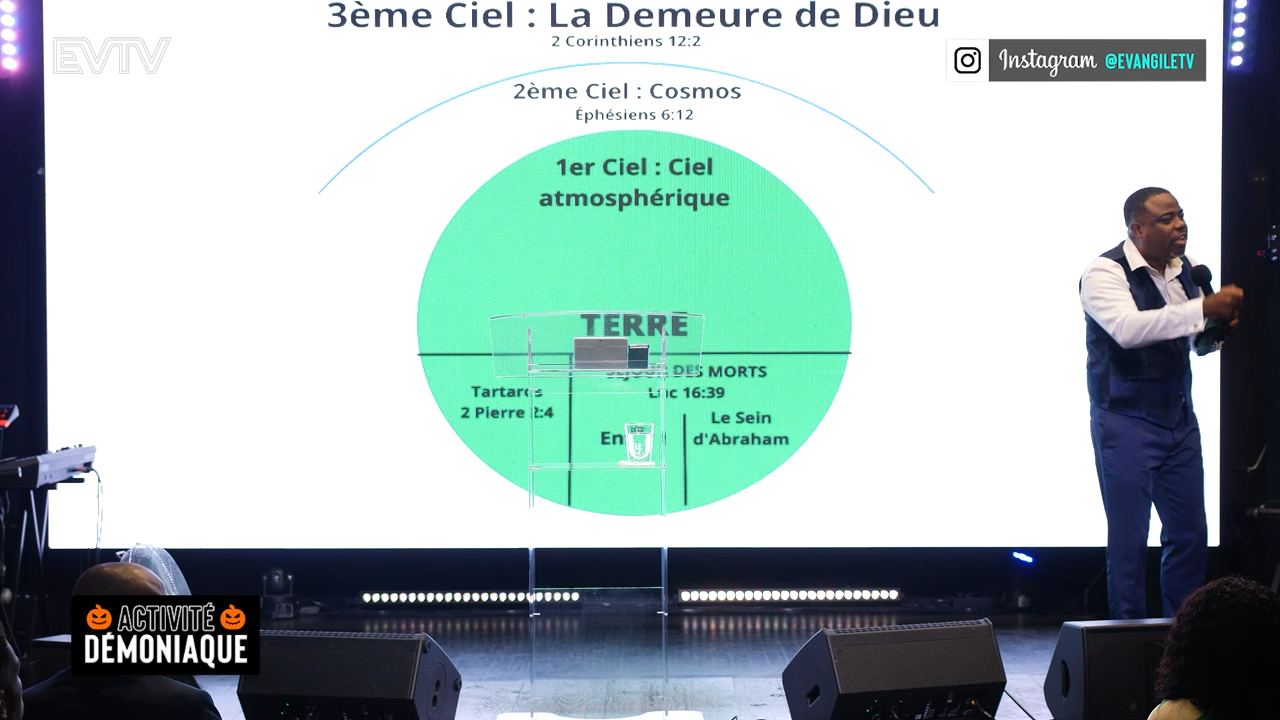 3ème Ciel : La Demeure de Dieu
2 Corinthiens 12:2
EVTV
Instagram @EVANGILETV
2ème Ciel : Cosmos
Éphésiens 6:12
1er Ciel : Ciel
atmosphérique
TERRE
SÉJOUR DES MORTS
Luc 16:39
Tartaros
2 Pierre 2:4
Le Sein
d'Abraham
ACTIVITÉ
DÉMONIAQUE